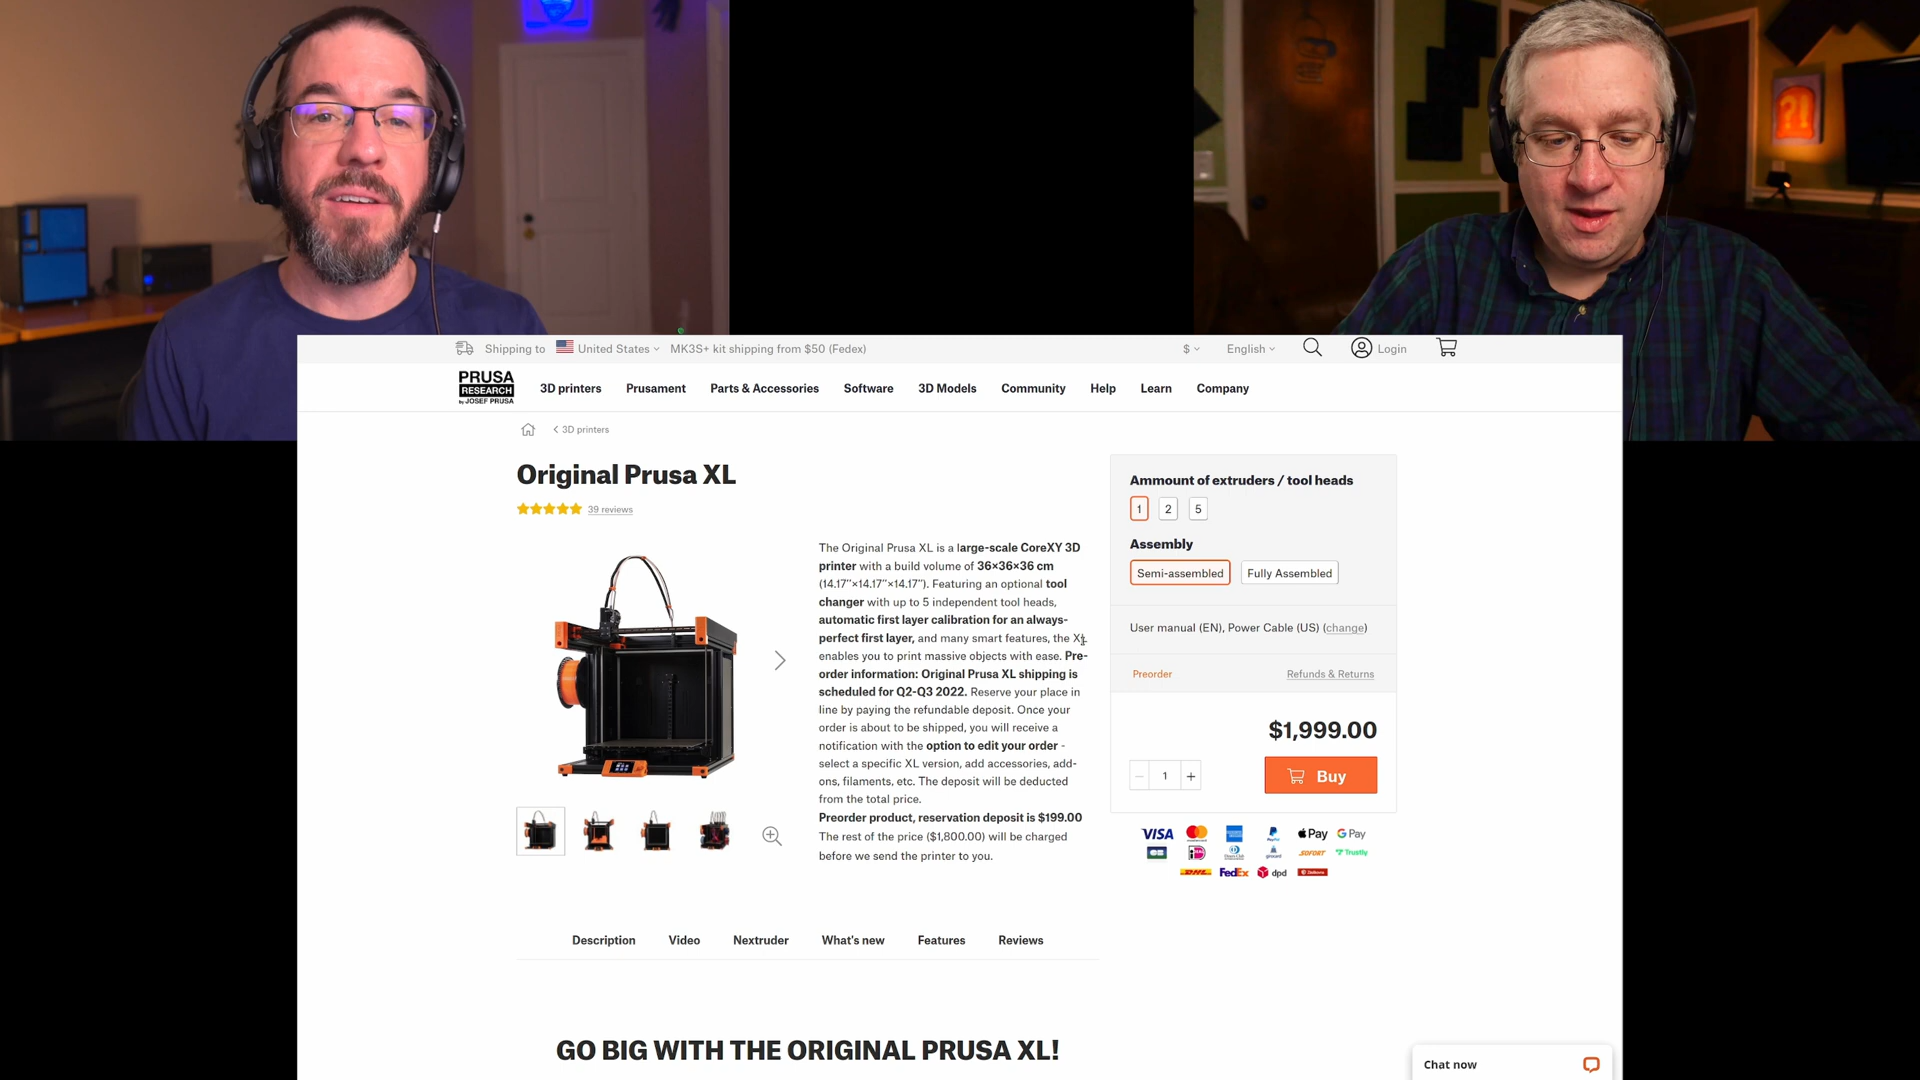 Shipping to United States MK3S+ kit shipping from $50 (Fedex) $ English Login
PRUSA
RESEARCH
by JOSEF PRUSA
3D printers Prusament Parts & Accessories Software 3D Models Community Help Learn Company
< 3D printers
Original Prusa XL
39 reviews
The Original Prusa XL is a large-scale CoreXY 3D
printer with a build volume of 36×36×36 cm
(14.17"×14.17"×14.17"). Featuring an optional tool
changer with up to 5 independent tool heads,
automatic first layer calibration for an always-
perfect first layer, and many smart features, the XL
enables you to print massive objects with ease. Pre-
order information: Original Prusa XL shipping is
scheduled for Q2-Q3 2022. Reserve your place in
line by paying the refundable deposit. Once your
order is about to be shipped, you will receive a
notification with the option to edit your order -
select a specific XL version, add accessories, add-
ons, filaments, etc. The deposit will be deducted
from the total price.
Preorder product, reservation deposit is $199.00
The rest of the price ($1,800.00) will be charged
before we send the printer to you.
Ammount of extruders / tool heads
1 2 5
Assembly
Semi-assembled Fully Assembled
User manual (EN), Power Cable (US) (change)
Preorder Refunds & Returns
$1,999.00
− 1 + Buy
VISA Pay G Pay
SOFORT Trustly
DHL FedEx dpd
Description Video Nextruder What's new Features Reviews
GO BIG WITH THE ORIGINAL PRUSA XL!
Chat now